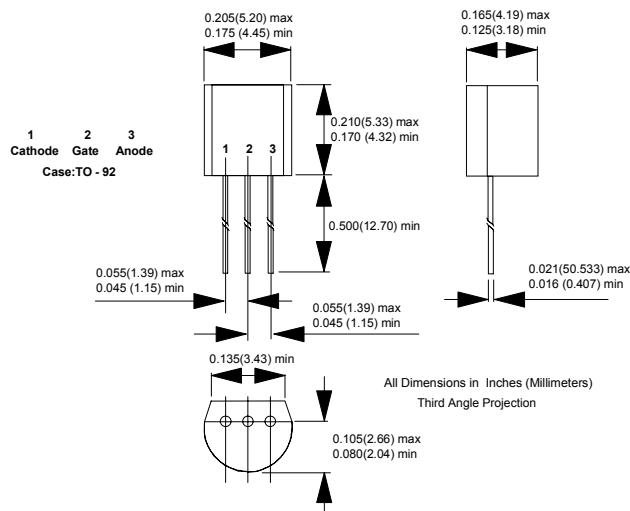 0.205(5.20) max
0.175 (4.45) min
0.165(4.19) max
0.125(3.18) min
0.210(5.33) max
0.170 (4.32) min
1 2 3
Cathode Gate Anode
Case:TO - 92
1 2 3
0.500(12.70) min
0.055(1.39) max
0.045 (1.15) min
0.021(50.533) max
0.016 (0.407) min
0.055(1.39) max
0.045 (1.15) min
0.135(3.43) min
All Dimensions in Inches (Millimeters)
Third Angle Projection
0.105(2.66) max
0.080(2.04) min